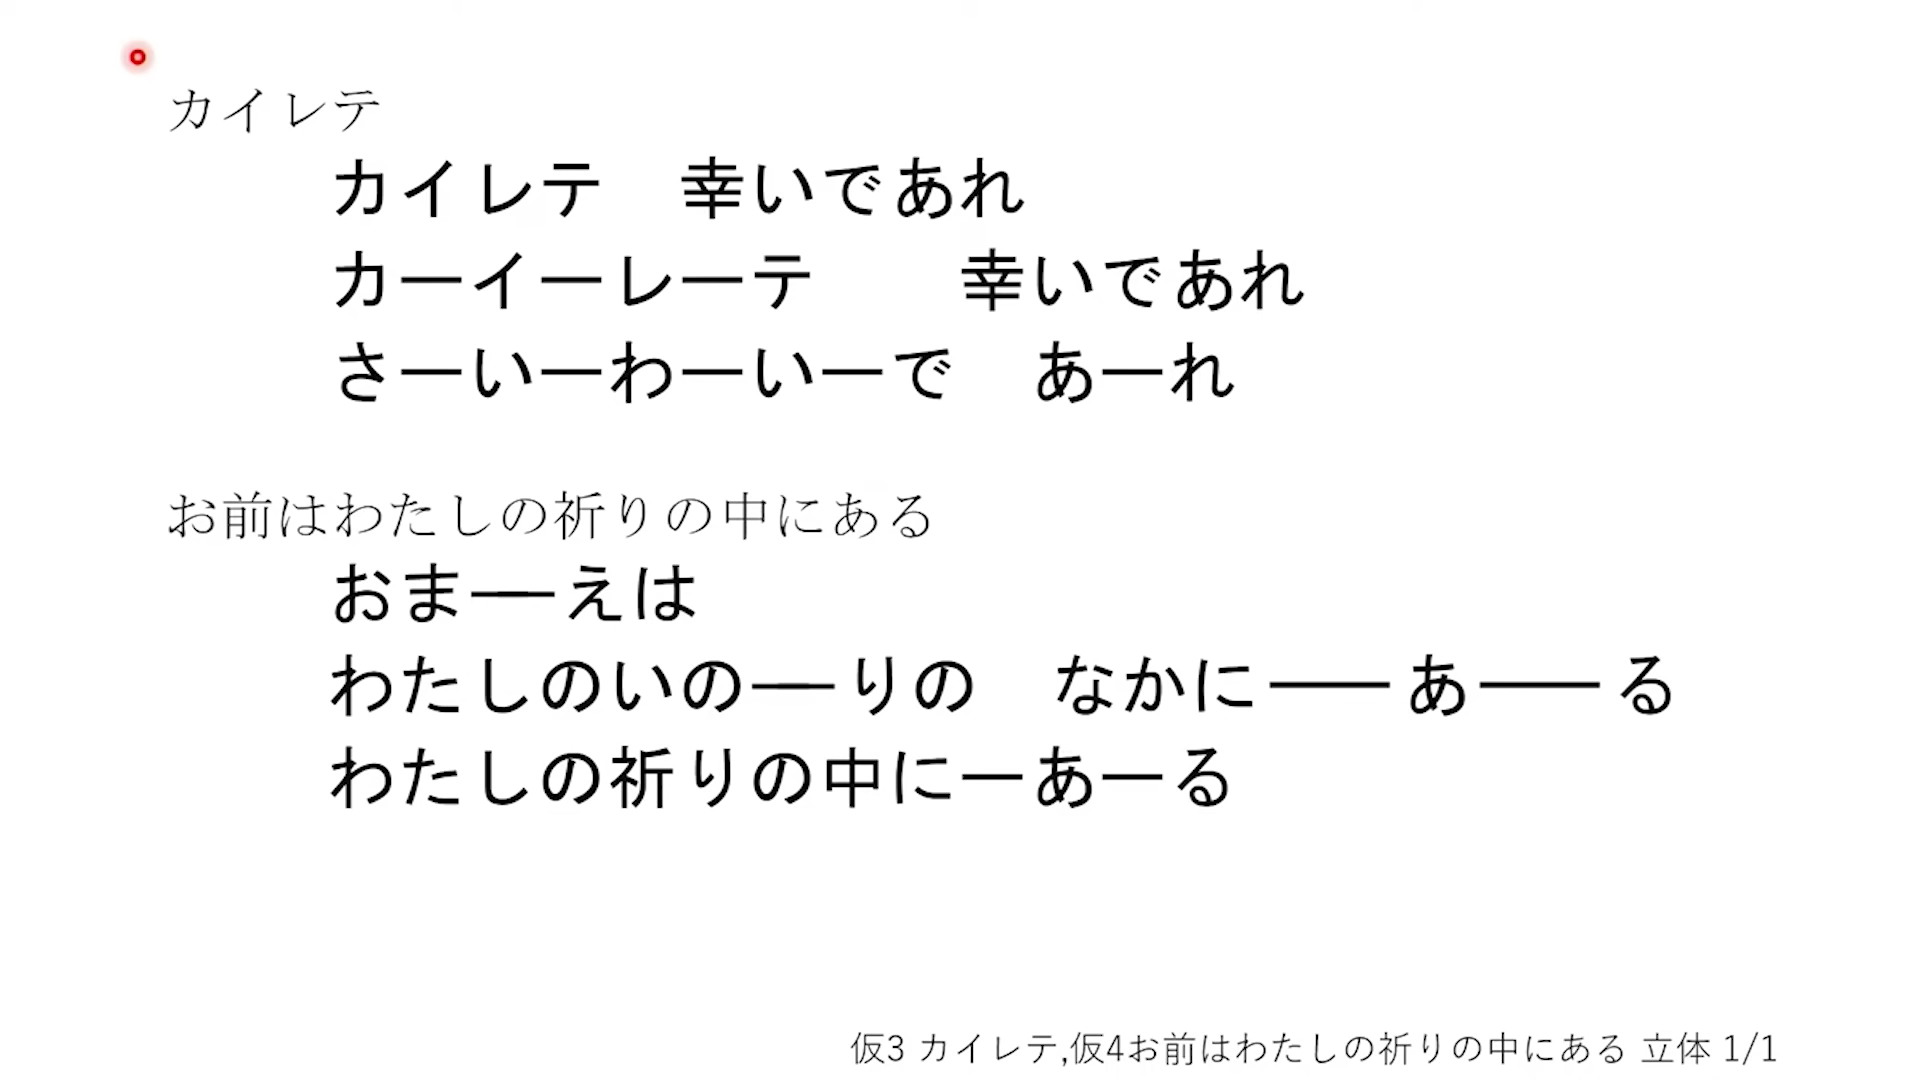 カイレテ
カイレテ　幸いであれ
カーイーレーテ　　幸いであれ
さーいーわーいーで　あーれ
お前はわたしの祈りの中にある
おま──えは
わたしのいの──りの　なかに──あ──る
わたしの祈りの中にーあーる
仮3 カイレテ,仮4お前はわたしの祈りの中にある 立体 1/1